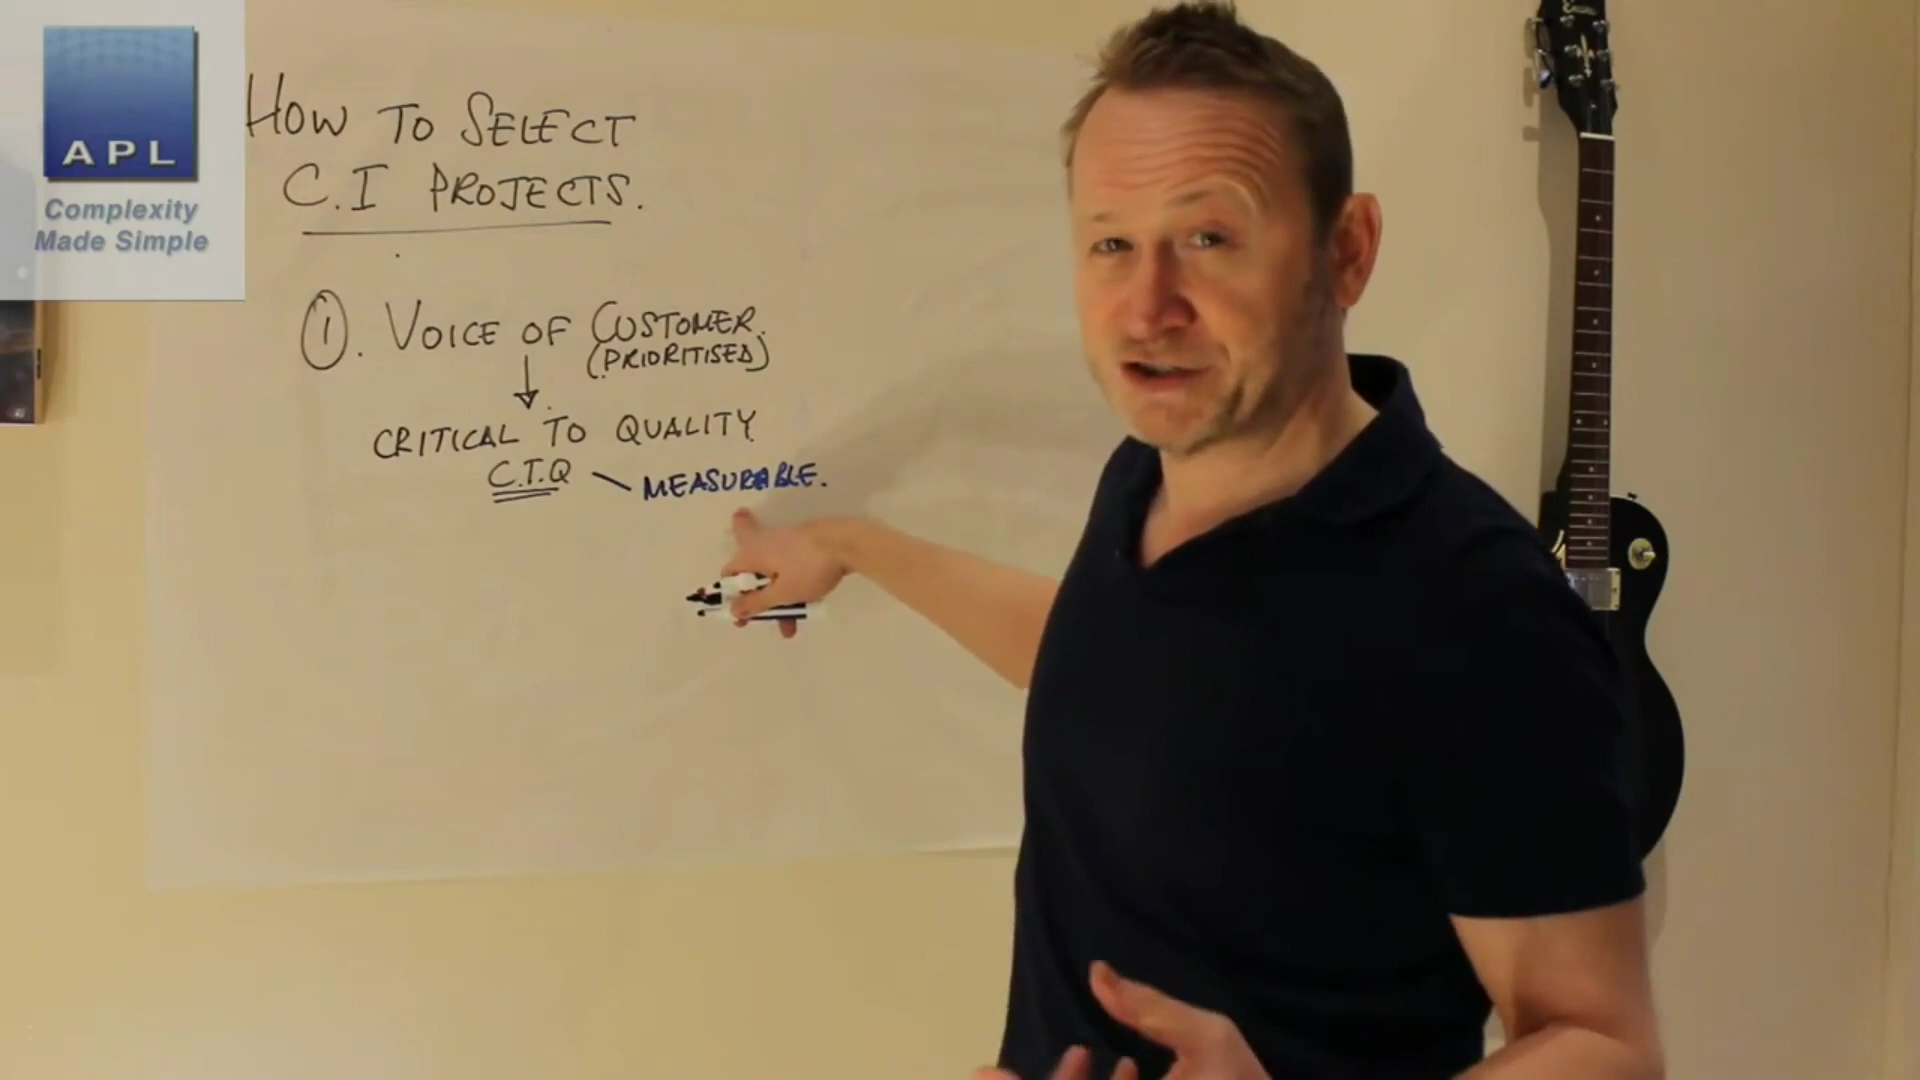 APL
Complexity
Made Simple
HOW TO SELECT
C.I PROJECTS.
①. VOICE OF CUSTOMER.
(PRIORITISED)
CRITICAL TO QUALITY
C.T.Q - MEASURABLE.